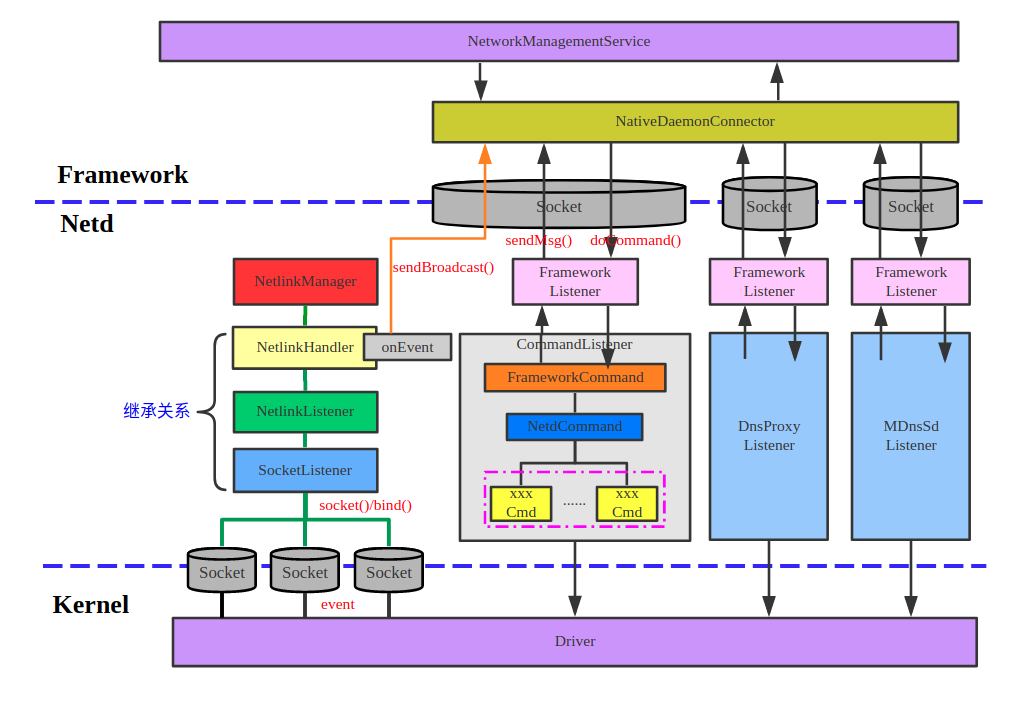 NetworkManagementService
NativeDaemonConnector
Framework
Socket
Socket
Socket
Netd
sendMsg()
doCommand()
sendBroadcast()
NetlinkManager
Framework
Listener
Framework
Listener
Framework
Listener
NetlinkHandler
onEvent
CommandListener
FrameworkCommand
继承关系
NetlinkListener
NetdCommand
DnsProxy
Listener
MDnsSd
Listener
SocketListener
socket()/bind()
xxx
Cmd
......
xxx
Cmd
Socket
Socket
Socket
Kernel
event
Driver